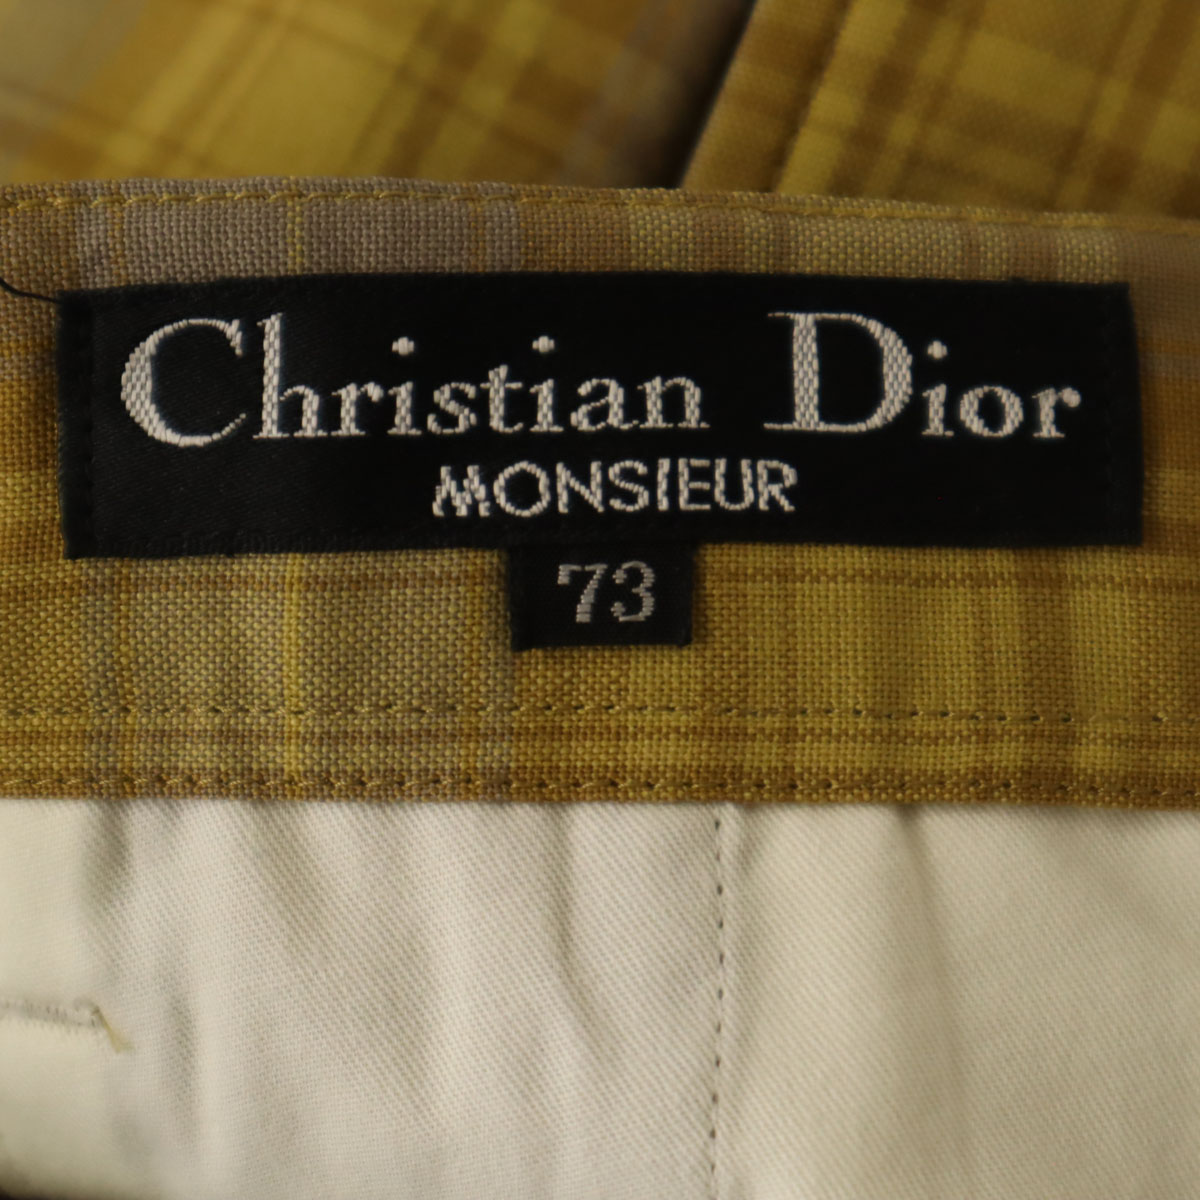 Christian Dior
MONSIEUR
73